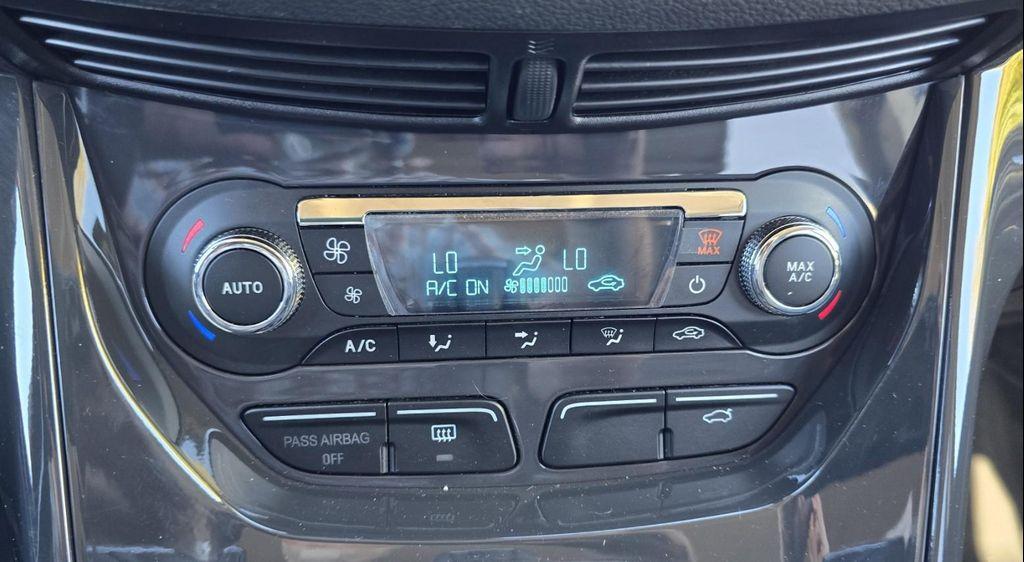 LO LO
MAX
AUTO
A/C ON
MAX
A/C
A/C
PASS AIRBAG
OFF